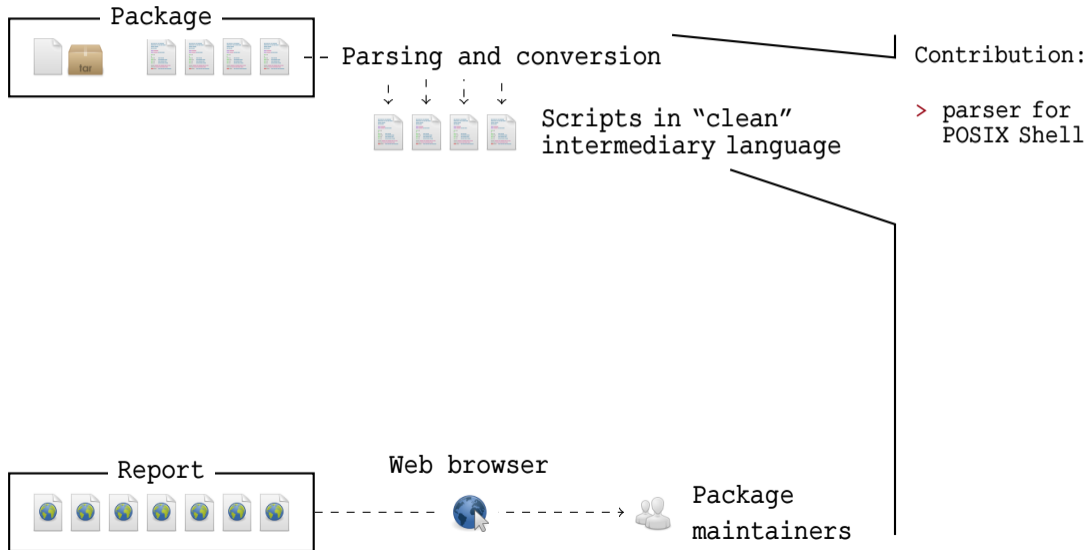 Package
tar
Parsing and conversion
Scripts in “clean”
intermediary language
Contribution:
> parser for
POSIX Shell
Report
Web browser
Package
maintainers